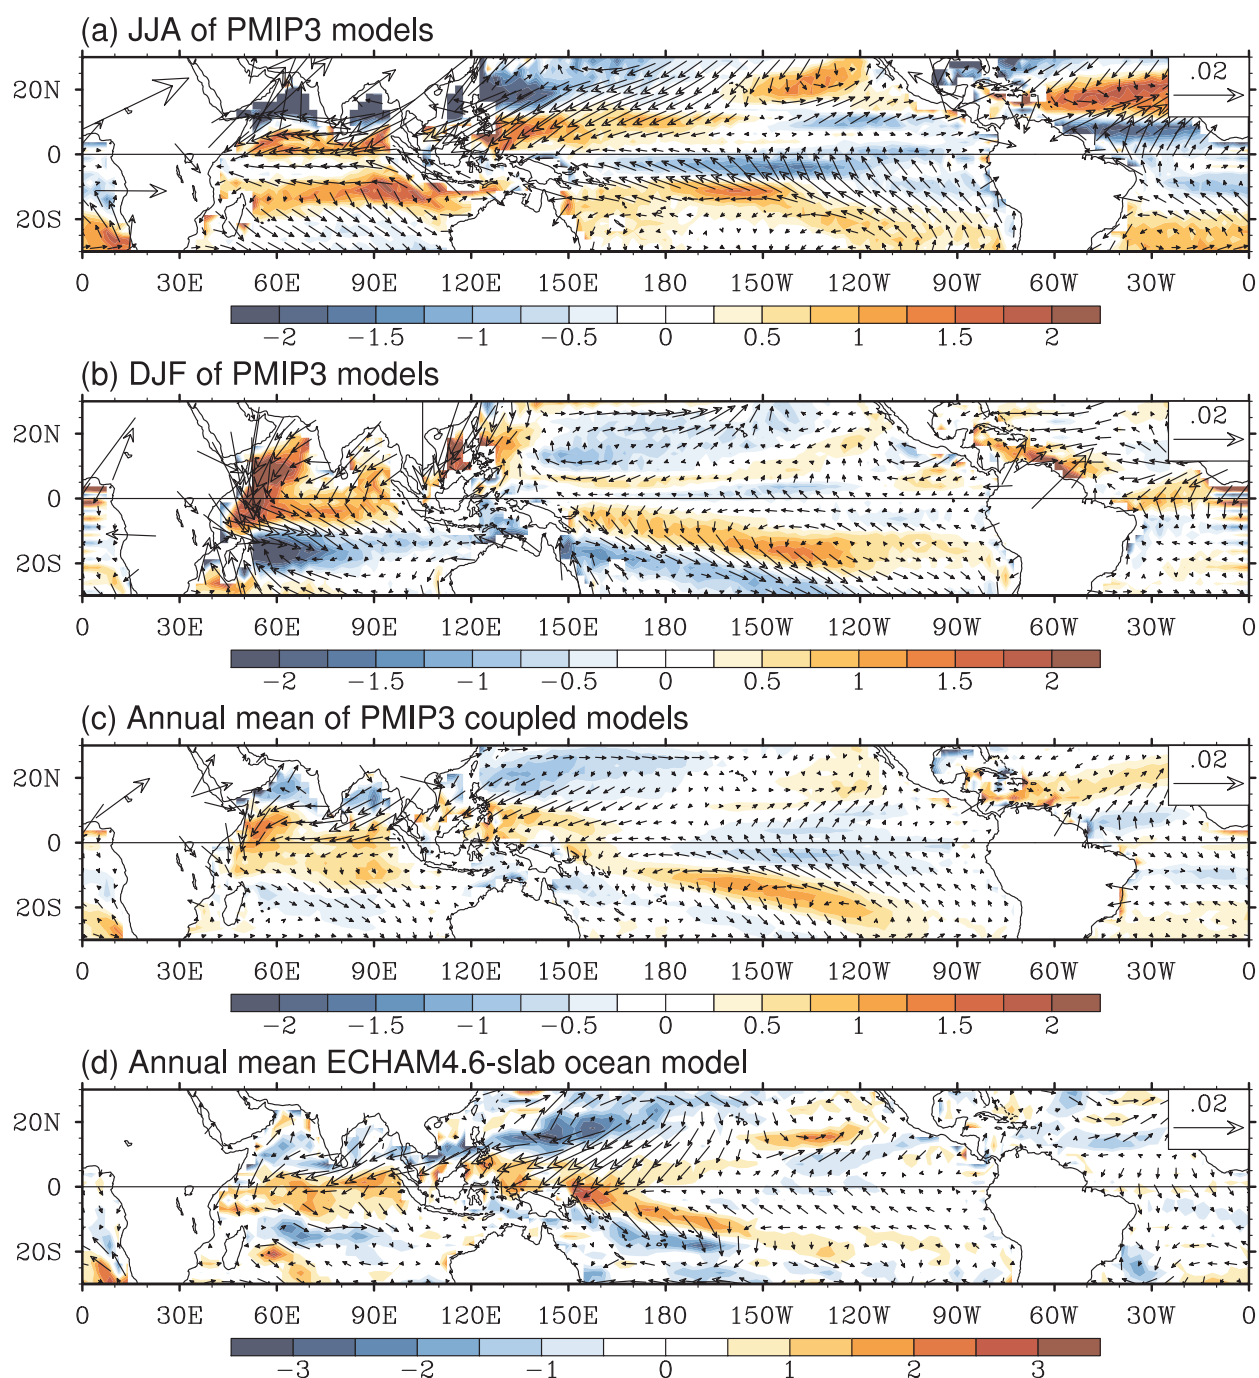 (a) JJA of PMIP3 models
20N
.02
0
20S
0 30E 60E 90E 120E 150E 180 150W 120W 90W 60W 30W 0
−2 −1.5 −1 −0.5 0 0.5 1 1.5 2
(b) DJF of PMIP3 models
20N
.02
0
20S
0 30E 60E 90E 120E 150E 180 150W 120W 90W 60W 30W 0
−2 −1.5 −1 −0.5 0 0.5 1 1.5 2
(c) Annual mean of PMIP3 coupled models
20N
.02
0
20S
0 30E 60E 90E 120E 150E 180 150W 120W 90W 60W 30W 0
−2 −1.5 −1 −0.5 0 0.5 1 1.5 2
(d) Annual mean ECHAM4.6-slab ocean model
20N
.02
0
20S
0 30E 60E 90E 120E 150E 180 150W 120W 90W 60W 30W 0
−3 −2 −1 0 1 2 3